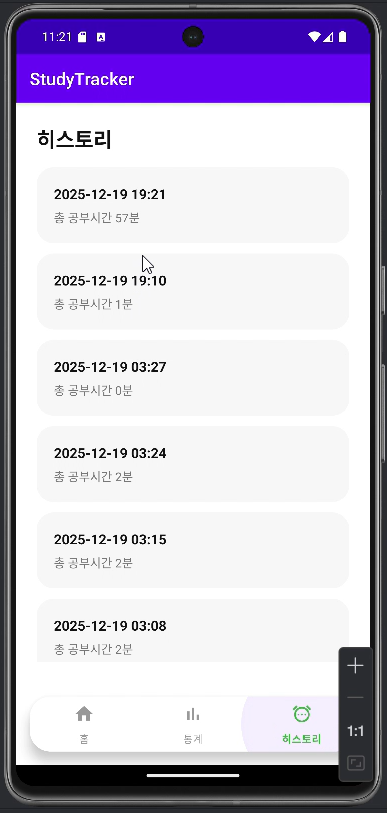 11:21
StudyTracker
히스토리
2025-12-19 19:21
총 공부시간 57분
2025-12-19 19:10
총 공부시간 1분
2025-12-19 03:27
총 공부시간 0분
2025-12-19 03:24
총 공부시간 2분
2025-12-19 03:15
총 공부시간 2분
2025-12-19 03:08
총 공부시간 2분
홈
통계
히스토리
1:1